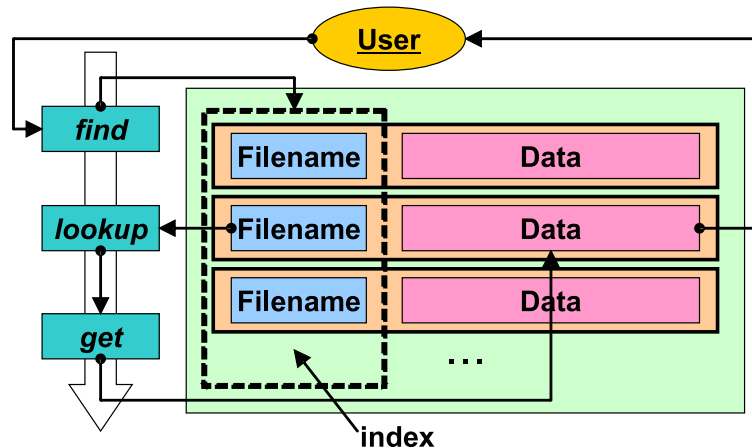 User
find
Filename Data
lookup
Filename Data
Filename Data
get
...
index